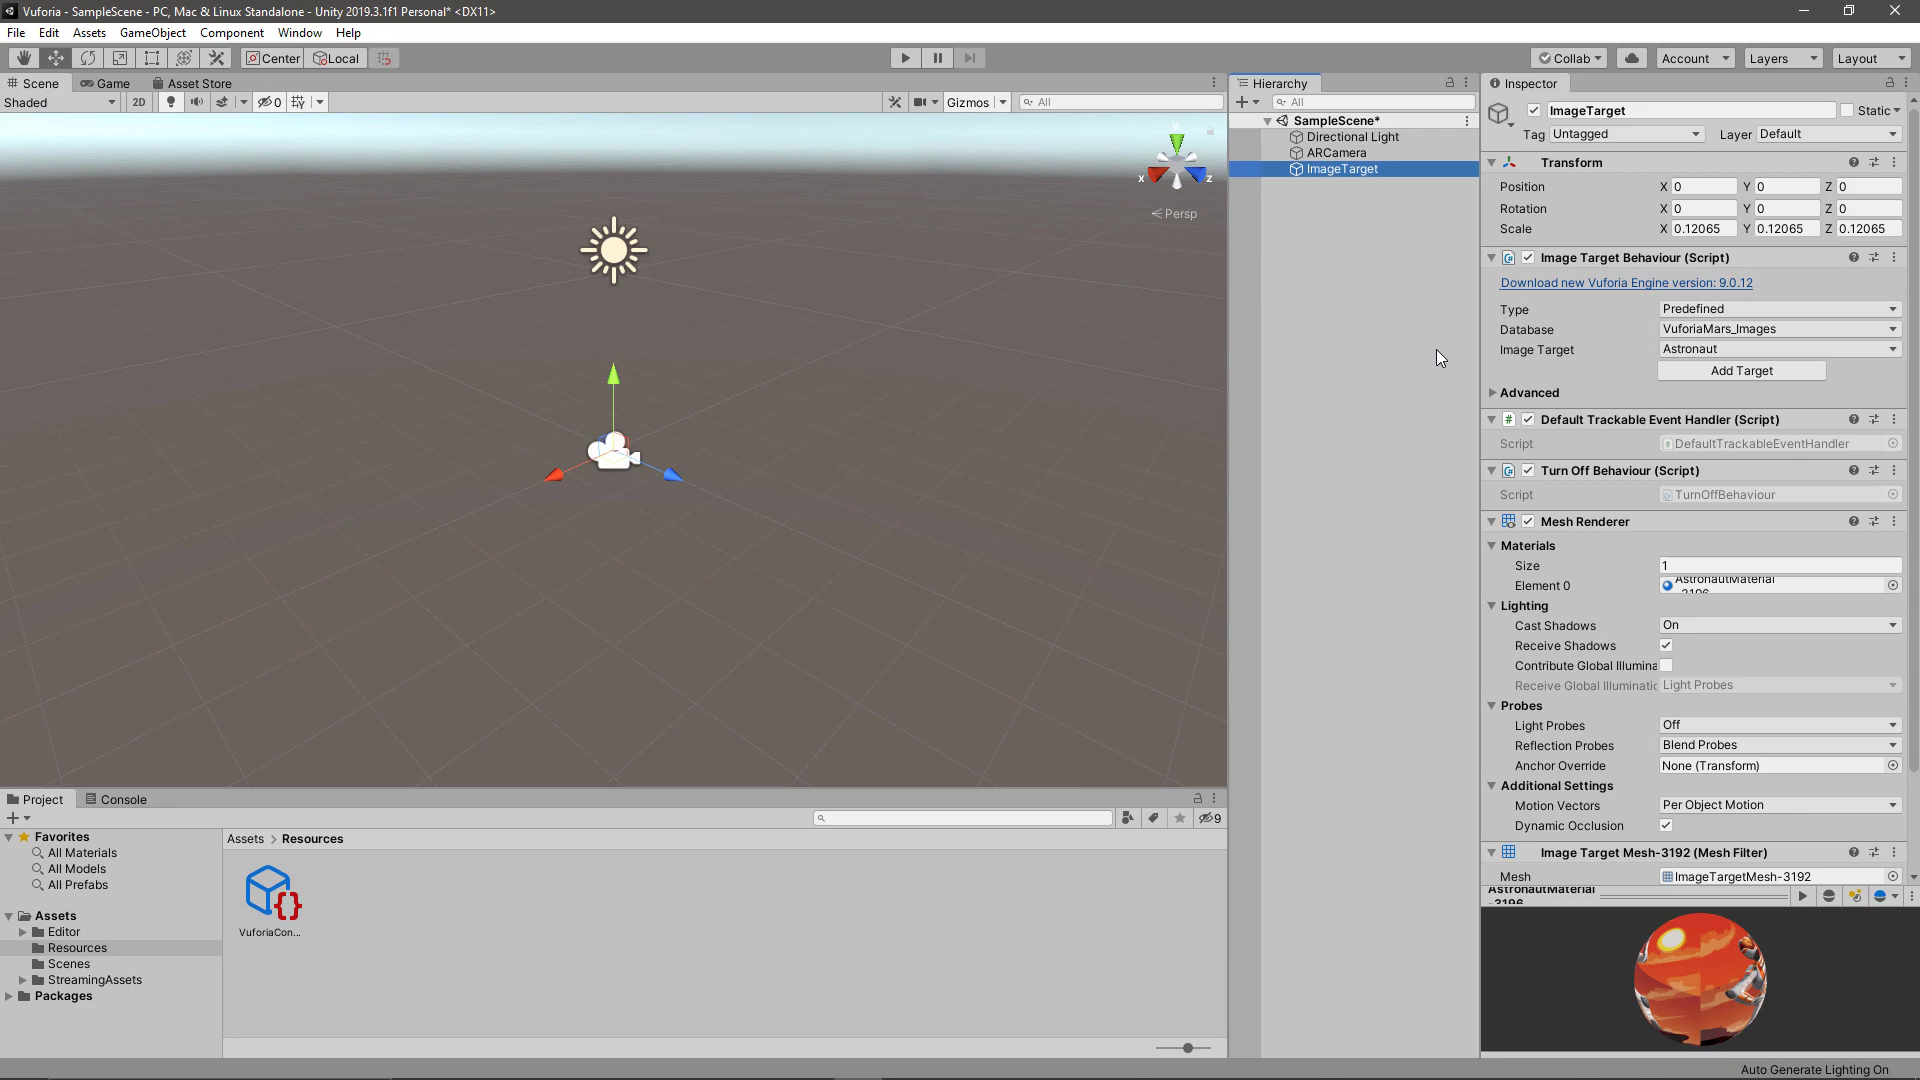 Vuforia - SampleScene - PC, Mac & Linux Standalone - Unity 2019.3.1f1 Personal* <DX11>
File Edit Assets GameObject Component Window Help
Center Local
Collab Account Layers Layout
Scene Game Asset Store
Shaded 2D 0 Gizmos All
y
x z
Persp
Hierarchy
All
SampleScene*
Directional Light
ARCamera
ImageTarget
Inspector
ImageTarget Static
Tag Untagged Layer Default
Transform
Position X 0 Y 0 Z 0
Rotation X 0 Y 0 Z 0
Scale X 0.12065 Y 0.12065 Z 0.12065
Image Target Behaviour (Script)
Download new Vuforia Engine version: 9.0.12
Type Predefined
Database VuforiaMars_Images
Image Target Astronaut
Add Target
Advanced
Default Trackable Event Handler (Script)
Script DefaultTrackableEventHandler
Turn Off Behaviour (Script)
Script TurnOffBehaviour
Mesh Renderer
Materials
Size 1
Element 0 AstronautMaterial
-3196
Lighting
Cast Shadows On
Receive Shadows
Contribute Global Illumina
Receive Global Illuminatic Light Probes
Probes
Light Probes Off
Reflection Probes Blend Probes
Anchor Override None (Transform)
Additional Settings
Motion Vectors Per Object Motion
Dynamic Occlusion
Image Target Mesh-3192 (Mesh Filter)
Mesh ImageTargetMesh-3192
AstronautMaterial
-3196
Project Console
9
Favorites
All Materials
All Models
All Prefabs
Assets
Editor
Resources
Scenes
StreamingAssets
Packages
Assets > Resources
VuforiaCon...
Auto Generate Lighting On